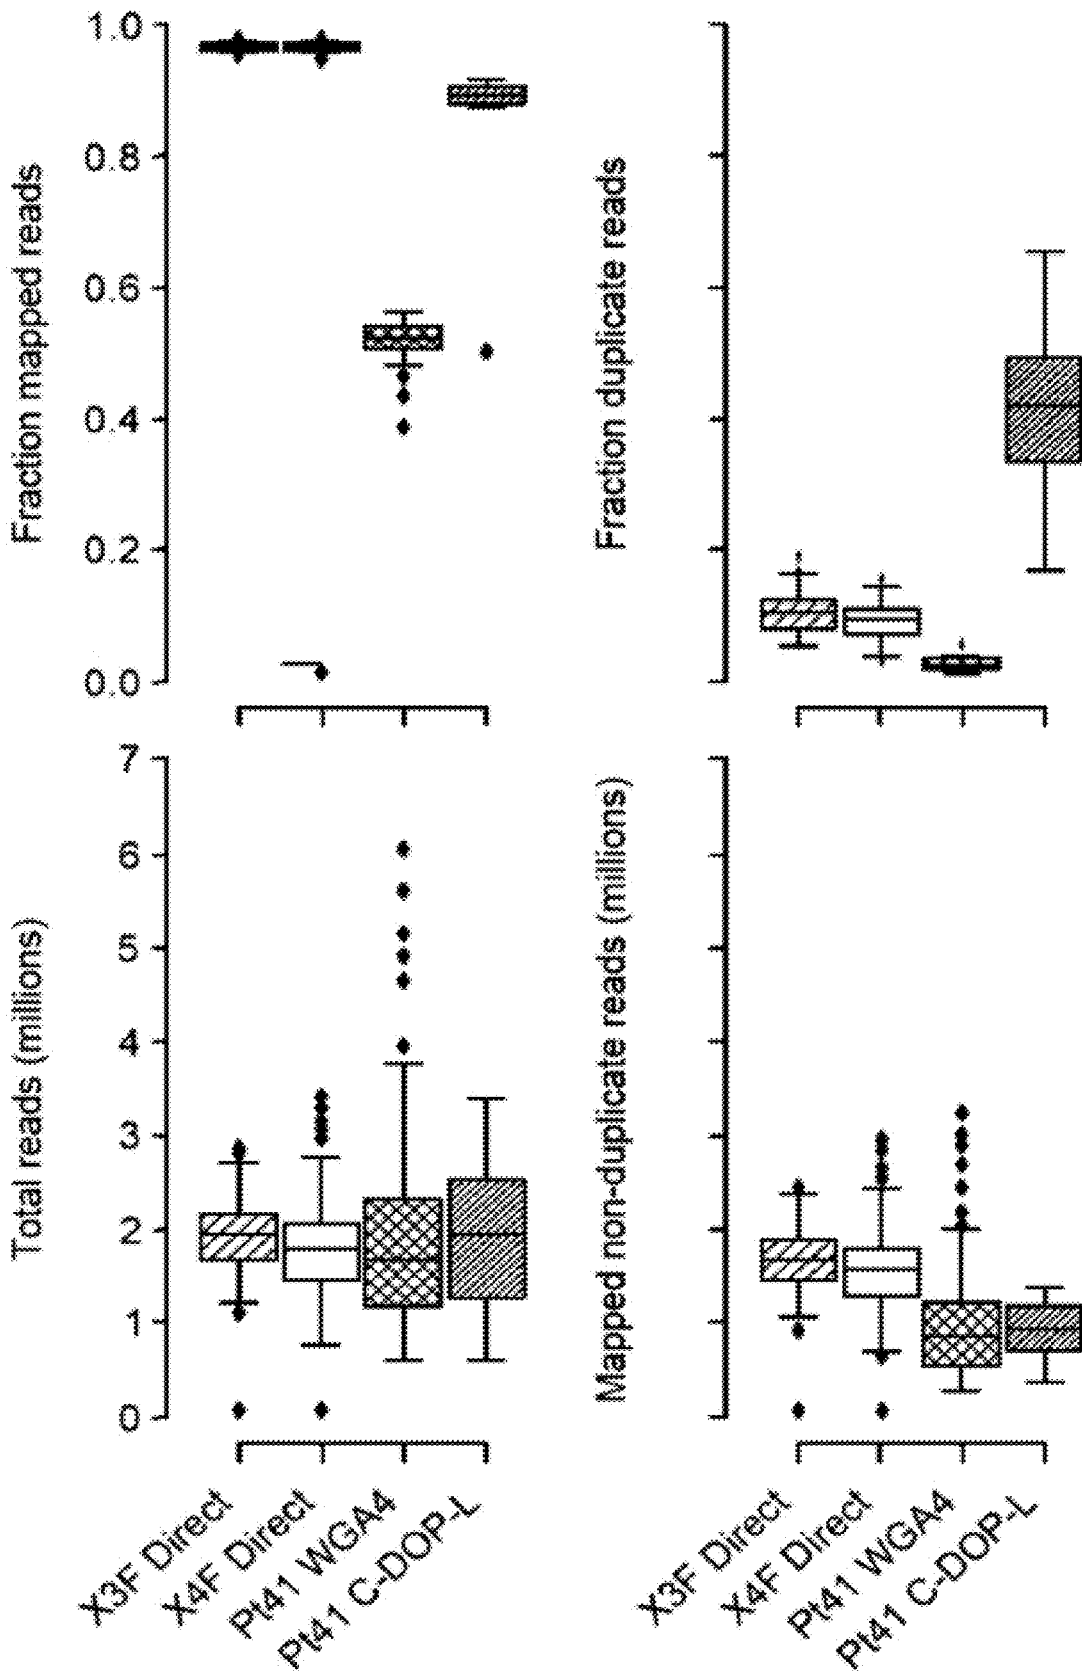 Fraction mapped reads
1.0
0.8
0.6
0.4
0.2
0.0
Fraction duplicate reads
Total reads (millions)
7
6
5
4
3
2
1
0
Mapped non-duplicate reads (millions)
X3F Direct
X4F Direct
Pt41 WGA4
Pt41 C-DOP-L
X3F Direct
X4F Direct
Pt41 WGA4
Pt41 C-DOP-L